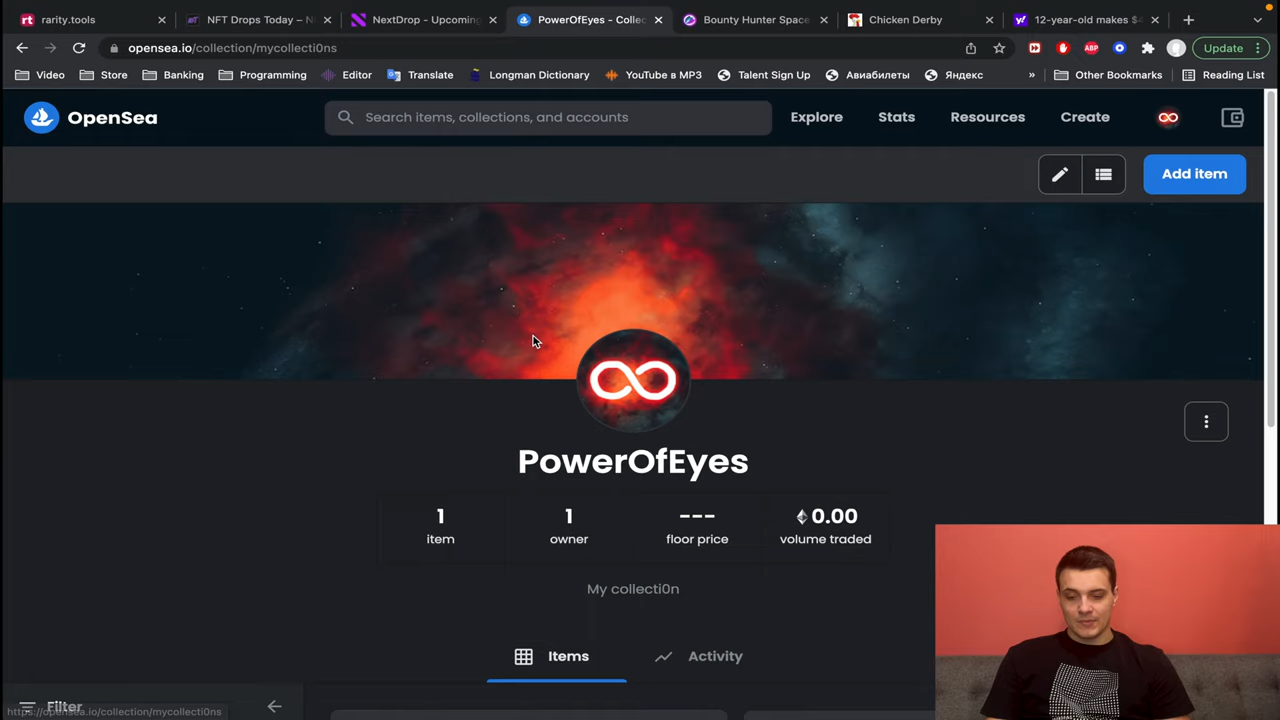 rarity.tools
NFT Drops Today – N
NextDrop - Upcoming
PowerOfEyes - Collec
Bounty Hunter Space
Chicken Derby
12-year-old makes $4
opensea.io/collection/mycollecti0ns
ABP
Update
Video
Store
Banking
Programming
Editor
Translate
Longman Dictionary
YouTube в MP3
Talent Sign Up
Авиабилеты
Яндекс
»
Other Bookmarks
Reading List
OpenSea
Search items, collections, and accounts
Explore
Stats
Resources
Create
Add item
PowerOfEyes
1
item
1
owner
---
floor price
0.00
volume traded
My collecti0n
Items
Activity
Filter
https://opensea.io/collection/mycollecti0ns